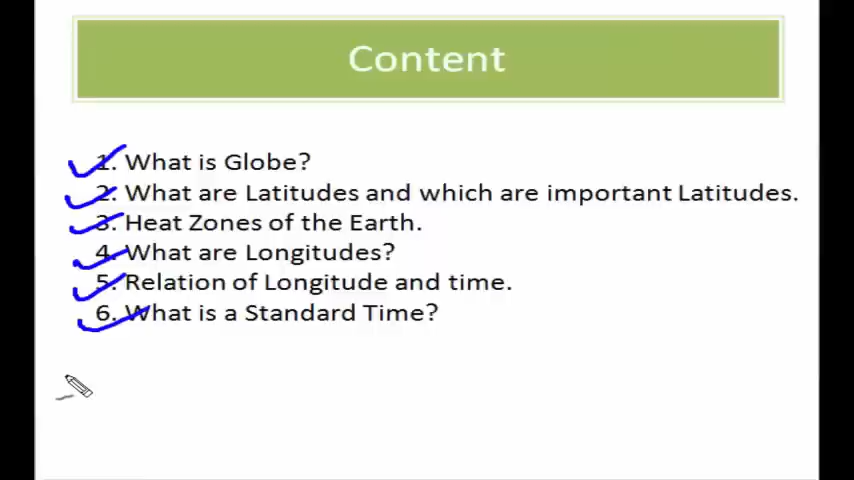 Content
1. What is Globe?
2. What are Latitudes and which are important Latitudes.
3. Heat Zones of the Earth.
4. What are Longitudes?
5. Relation of Longitude and time.
6. What is a Standard Time?